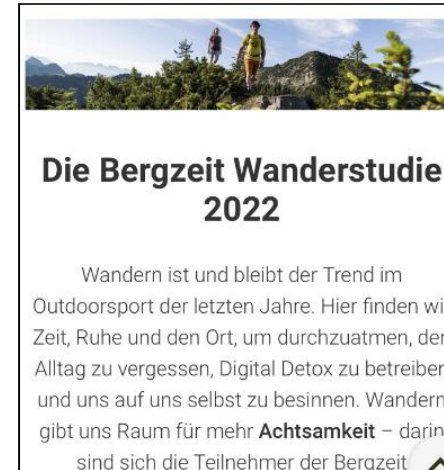 Die Bergzeit Wanderstudie
2022
Wandern ist und bleibt der Trend im
Outdoorsport der letzten Jahre. Hier finden wi
Zeit, Ruhe und den Ort, um durchzuatmen, der
Alltag zu vergessen, Digital Detox zu betreiber
und uns auf uns selbst zu besinnen. Wandern
gibt uns Raum für mehr Achtsamkeit – darin
sind sich die Teilnehmer der Bergzeit